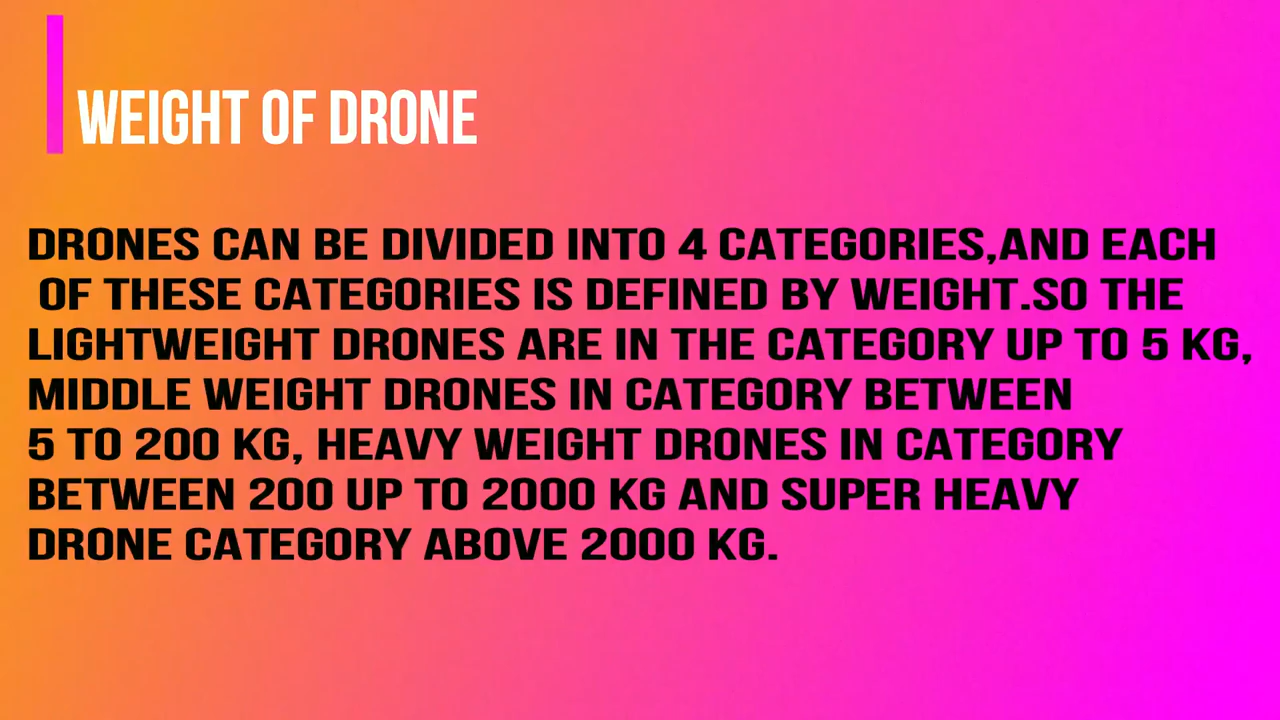 WEIGHT OF DRONE
DRONES CAN BE DIVIDED INTO 4 CATEGORIES,AND EACH
OF THESE CATEGORIES IS DEFINED BY WEIGHT.SO THE
LIGHTWEIGHT DRONES ARE IN THE CATEGORY UP TO 5 KG,
MIDDLE WEIGHT DRONES IN CATEGORY BETWEEN
5 TO 200 KG, HEAVY WEIGHT DRONES IN CATEGORY
BETWEEN 200 UP TO 2000 KG AND SUPER HEAVY
DRONE CATEGORY ABOVE 2000 KG.